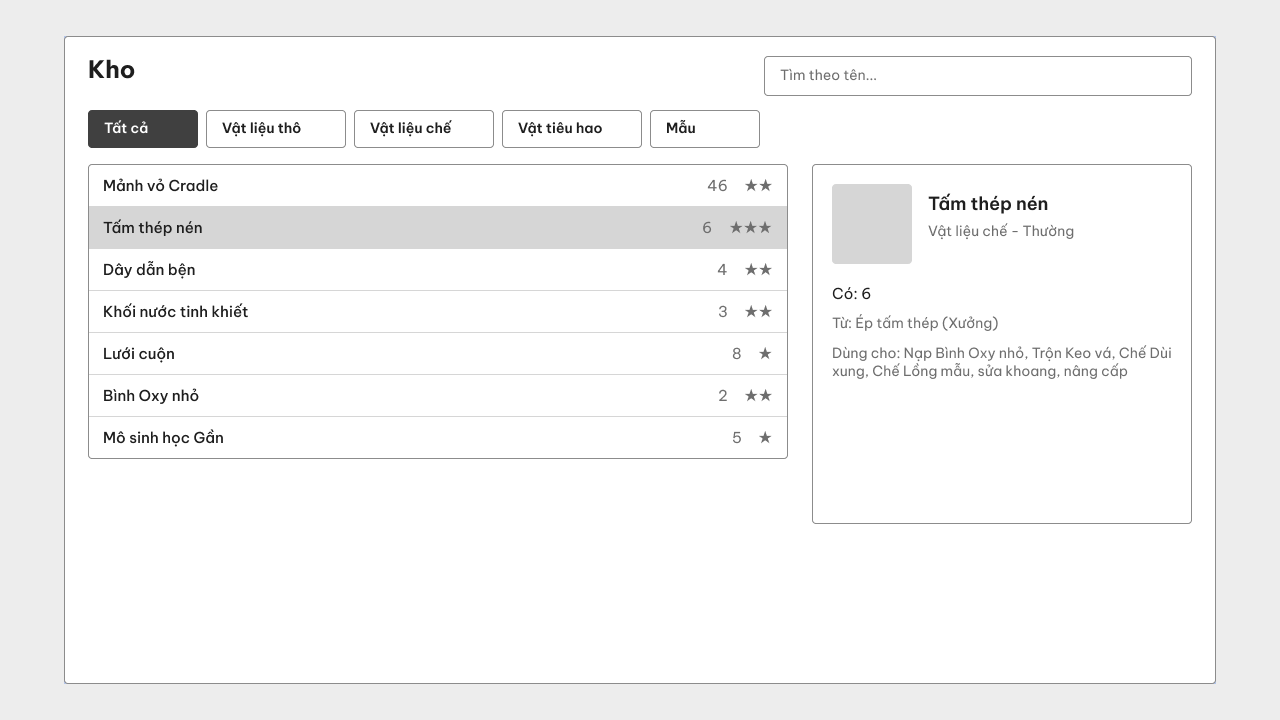 Kho
Tìm theo tên...
Tất cả
Vật liệu thô
Vật liệu chế
Vật tiêu hao
Mẫu
Mảnh vỏ Cradle 46 ★★
Tấm thép nén 6 ★★★
Dây dẫn bện 4 ★★
Khối nước tinh khiết 3 ★★
Lưới cuộn 8 ★
Bình Oxy nhỏ 2 ★★
Mô sinh học Gần 5 ★
Tấm thép nén
Vật liệu chế - Thường
Có: 6
Từ: Ép tấm thép (Xưởng)
Dùng cho: Nạp Bình Oxy nhỏ, Trộn Keo vá, Chế Dùi
xung, Chế Lồng mẫu, sửa khoang, nâng cấp